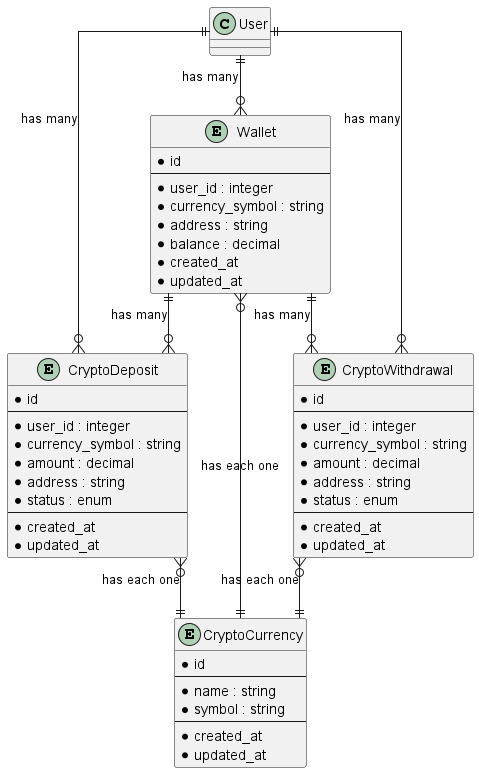 C User
has many
has many
has many
E Wallet
id
user_id : integer
currency_symbol : string
address : string
balance : decimal
created_at
updated_at
has many
has many
E CryptoDeposit
id
user_id : integer
currency_symbol : string
amount : decimal
address : string
status : enum
created_at
updated_at
has each one
E CryptoWithdrawal
id
user_id : integer
currency_symbol : string
amount : decimal
address : string
status : enum
created_at
updated_at
has each one
has each one
E CryptoCurrency
id
name : string
symbol : string
created_at
updated_at